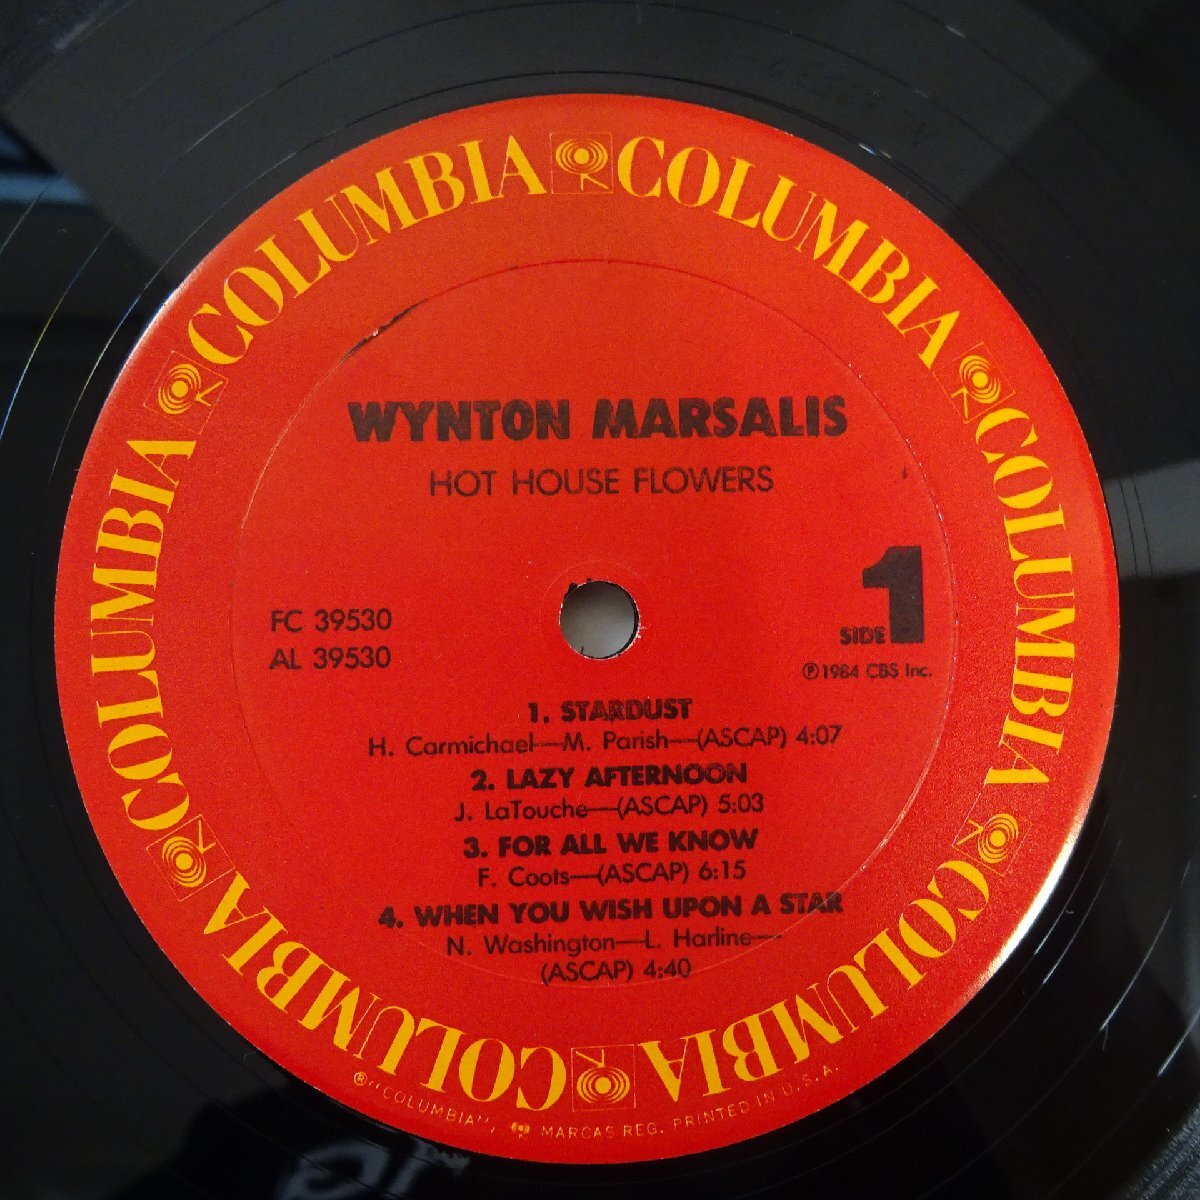 COLUMBIA COLUMBIA COLUMBIA COLUMBIA COLUMBIA COLUMBIA
WYNTON MARSALIS
HOT HOUSE FLOWERS
FC 39530
AL 39530
SIDE 1
Ⓟ1984 CBS Inc.
1. STARDUST
H. Carmichael—M. Parish—(ASCAP) 4:07
2. LAZY AFTERNOON
J. LaTouche—(ASCAP) 5:03
3. FOR ALL WE KNOW
F. Coots—(ASCAP) 6:15
4. WHEN YOU WISH UPON A STAR
N. Washington—L. Harline—
(ASCAP) 4:40
®"COLUMBIA", MARCAS REG. PRINTED IN U.S.A.